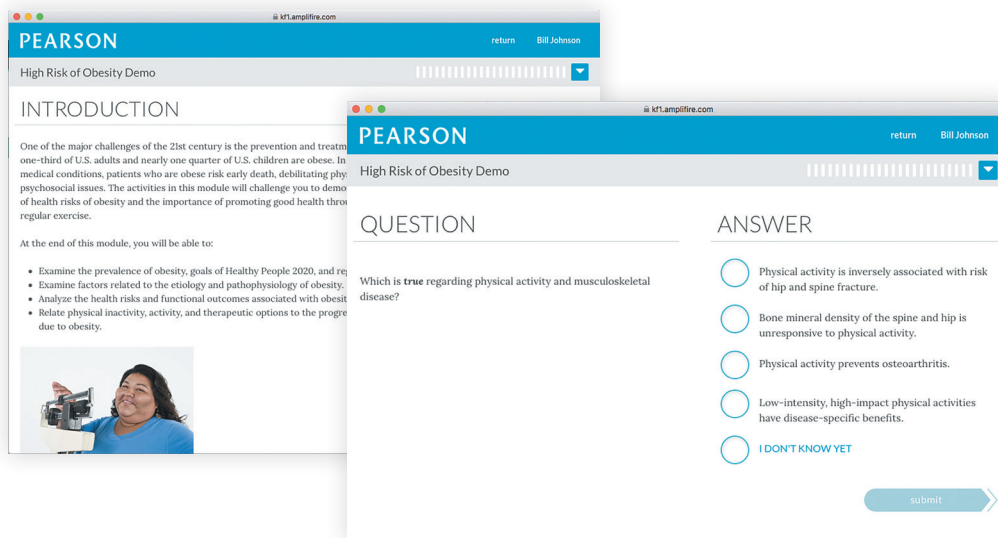 kf1.amplifire.com
PEARSON
return Bill Johnson
High Risk of Obesity Demo
INTRODUCTION
One of the major challenges of the 21st century is the prevention and
one-third of U.S. adults and nearly one quarter of U.S. children are obese. In
medical conditions, patients who are obese risk early death, debilitating
psychosocial issues. The activities in this module will challenge you to
of health risks of obesity and the importance of promoting good health
regular exercise.
At the end of this module, you will be able to:
• Examine the prevalence of obesity, goals of Healthy People 2020, and
• Examine factors related to the etiology and pathophysiology of obesity.
• Analyze the health risks and functional outcomes associated with
• Relate physical inactivity, activity, and therapeutic options to the
due to obesity.
kf1.amplifire.com
PEARSON
return Bill Johnson
High Risk of Obesity Demo
QUESTION
Which is true regarding physical activity and musculoskeletal
disease?
ANSWER
Physical activity is inversely associated with risk
of hip and spine fracture.
Bone mineral density of the spine and hip is
unresponsive to physical activity.
Physical activity prevents osteoarthritis.
Low-intensity, high-impact physical activities
have disease-specific benefits.
I DON'T KNOW YET
submit